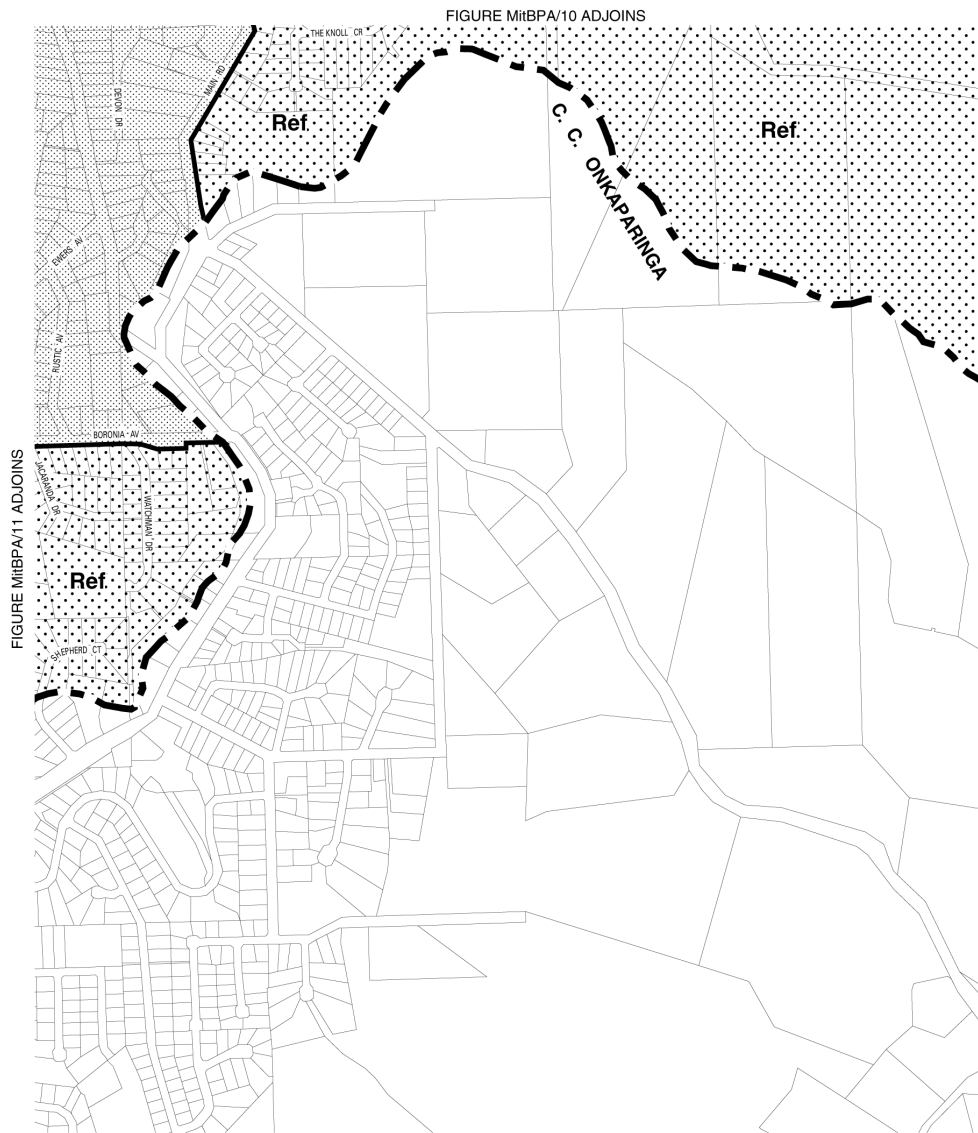 FIGURE MitBPA/10 ADJOINS
THE KNOLL CR
MAIN RD
DEVON DR
Ref
Ref
C. C. ONKAPARINGA
EWERS AV
RUSTIC AV
BORONIA AV
FIGURE MitBPA/11 ADJOINS
JACARANDA DR
WATCHMAN DR
Ref
SHEPHERD CT